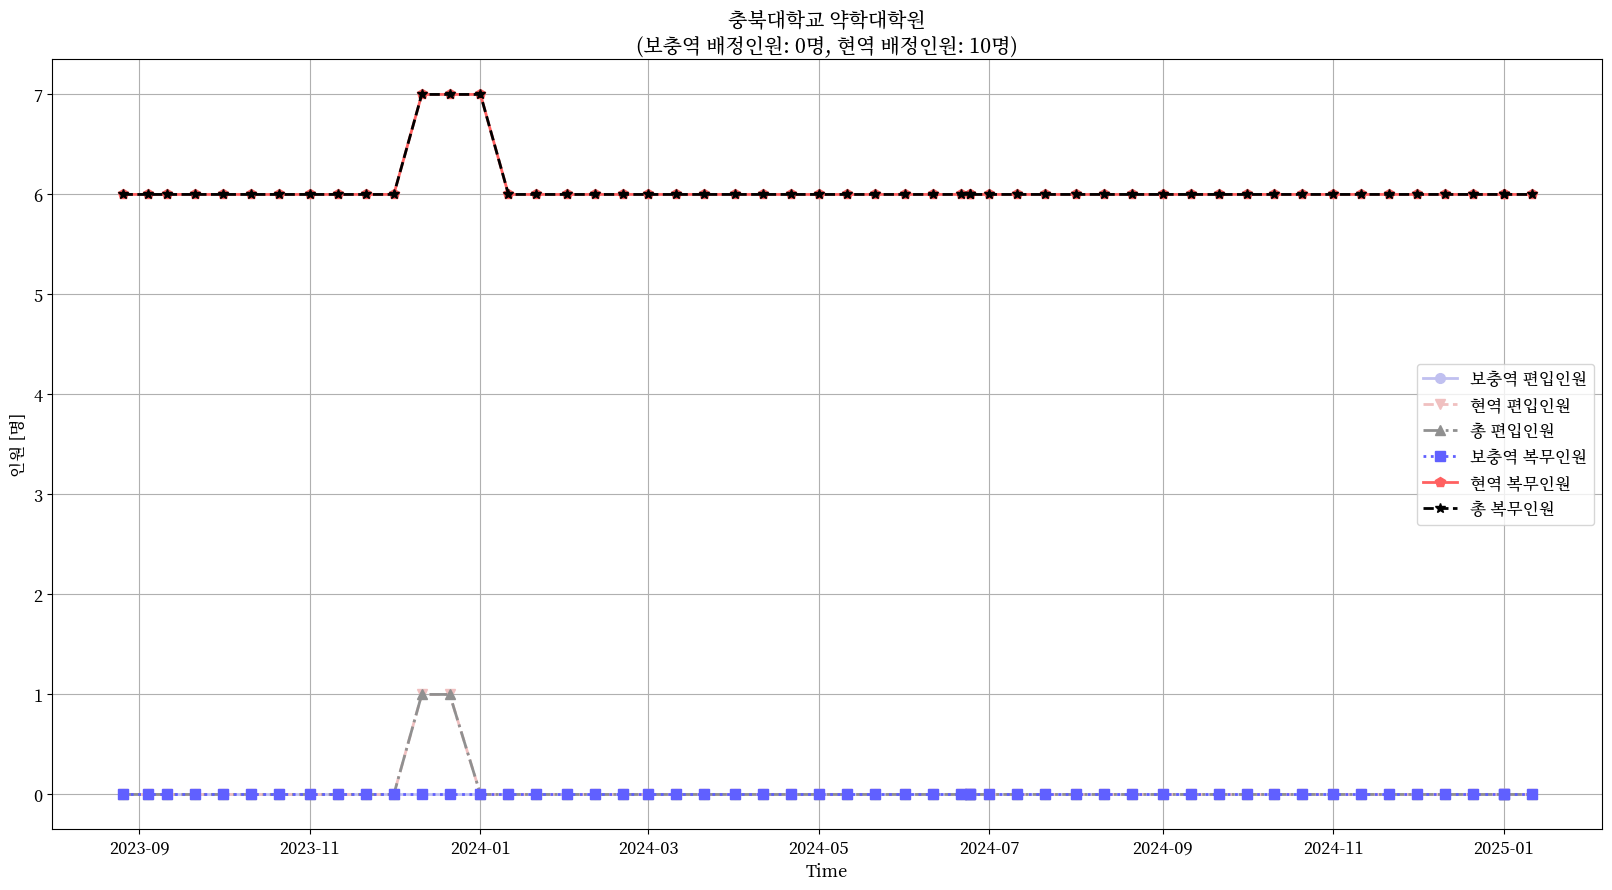 충북대학교 약학대학원
(보충역 배정인원: 0명, 현역 배정인원: 10명)
7
6
5
4
3
2
1
0
인원 [명]
보충역 편입인원
현역 편입인원
총 편입인원
보충역 복무인원
현역 복무인원
총 복무인원
2023-09 2023-11 2024-01 2024-03 2024-05 2024-07 2024-09 2024-11 2025-01
Time